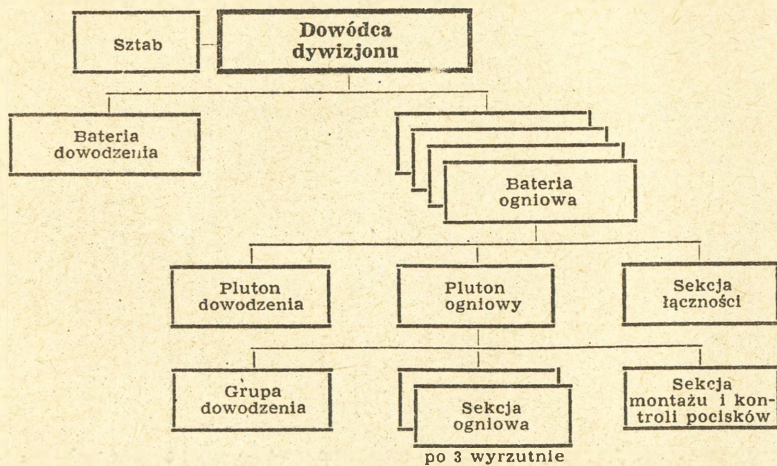 Sztab
Dowódca
dywizjonu
Bateria
dowodzenia
Bateria
ogniowa
Pluton
dowodzenia
Pluton
ogniowy
Sekcja
łączności
Grupa
dowodzenia
Sekcja
ogniowa
po 3 wyrzutnie
Sekcja
montażu i kon-
troli pocisków